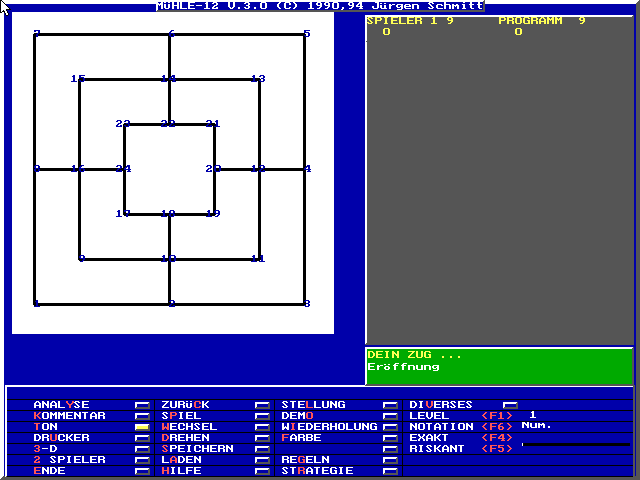 MÜHLE-12 V.3.0 (C) 1990,94 Jürgen Schmitt
SPIELER 1 9 PROGRAMM 9
0 0
7 6 5
15 14 13
23 22 21
8 16 24 20 12 4
17 18 19
9 10 11
1 2 3
DEIN ZUG ...
Eröffnung
ANALYSE ZURüCK STELLUNG DIVERSES
KOMMENTAR SPIEL DEMO LEVEL <F1> 1
TON WECHSEL WIEDERHOLUNG NOTATION <F6> Num.
DRUCKER DREHEN FARBE EXAKT <F4>
3-D SPEICHERN RISKANT <F5>
2 SPIELER LADEN REGELN
ENDE HILFE STRATEGIE